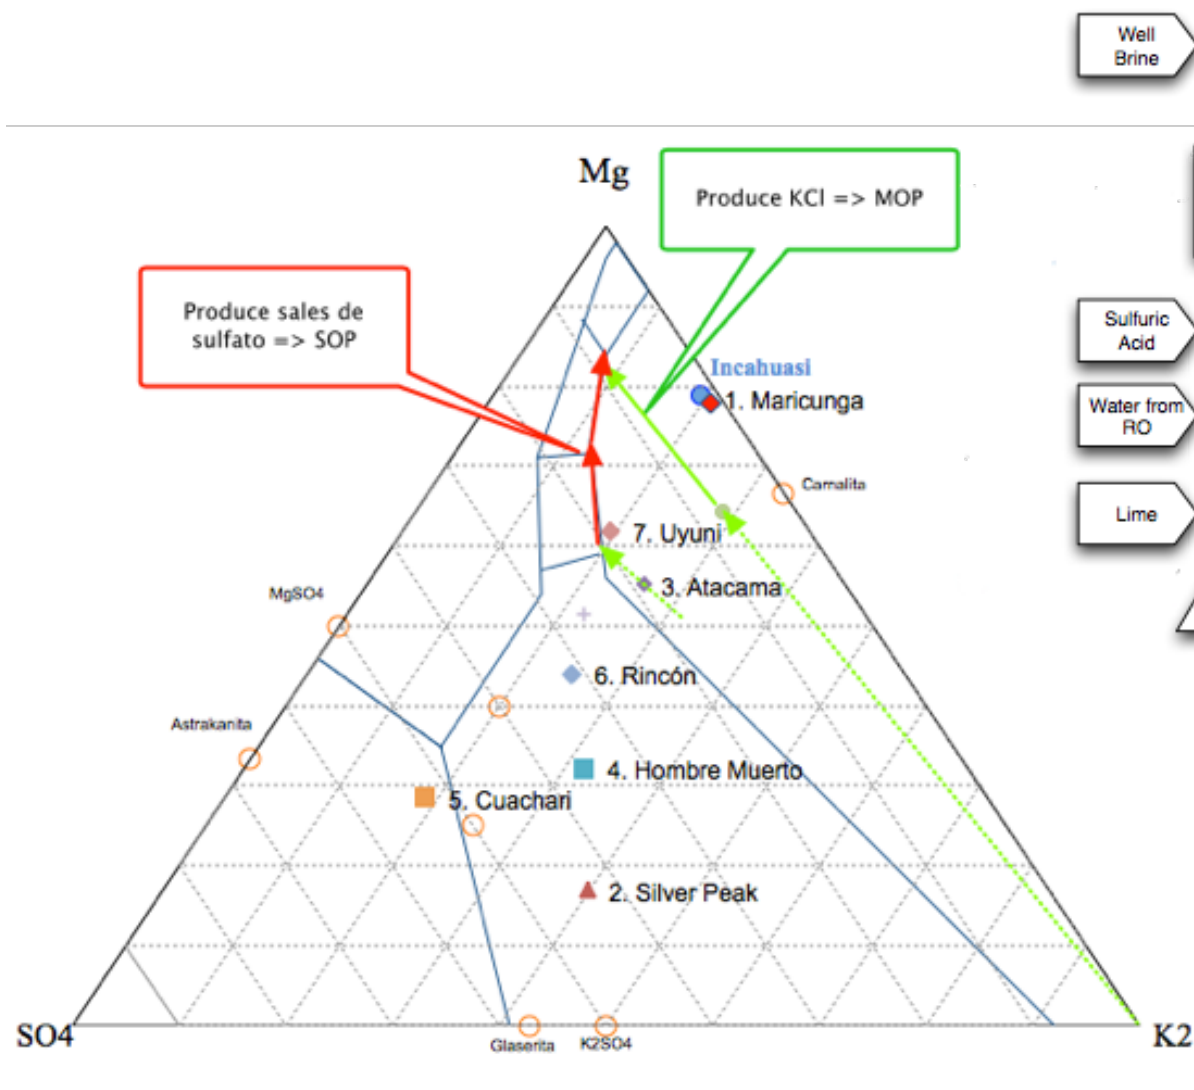 Well
Brine
Mg
Produce KCl => MOP
Produce sales de
sulfato => SOP
Sulfuric
Acid
Incahuasi
1. Maricunga
Water from
RO
Carnalita
Lime
7. Uyuni
3. Atacama
MgSO4
6. Rincón
Astrakanita
4. Hombre Muerto
5. Cuachari
2. Silver Peak
SO4
Glaserita
K2SO4
K2